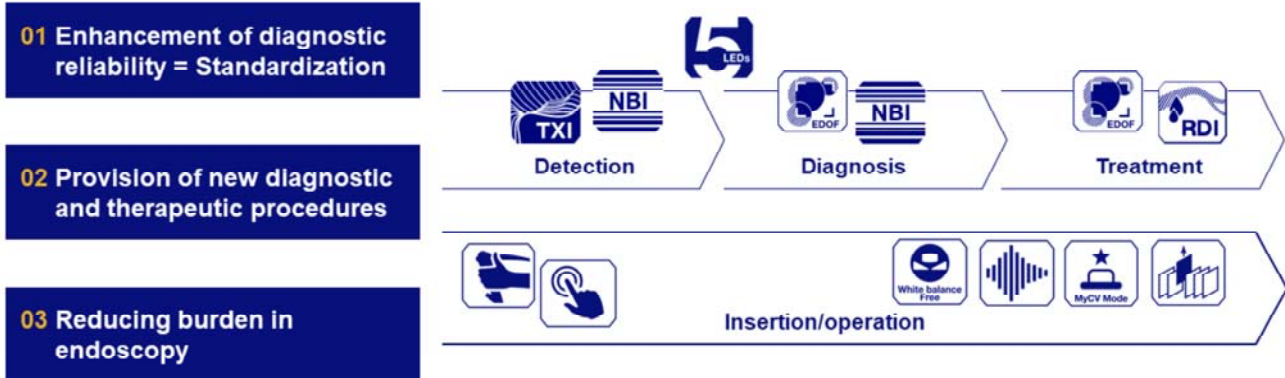 01 Enhancement of diagnostic
reliability = Standardization
02 Provision of new diagnostic
and therapeutic procedures
03 Reducing burden in
endoscopy
5
LEDs
TXI
NBI
Detection
EDOF
NBI
Diagnosis
EDOF
RDI
Treatment
White balance
Free
MyCV Mode
Insertion/operation